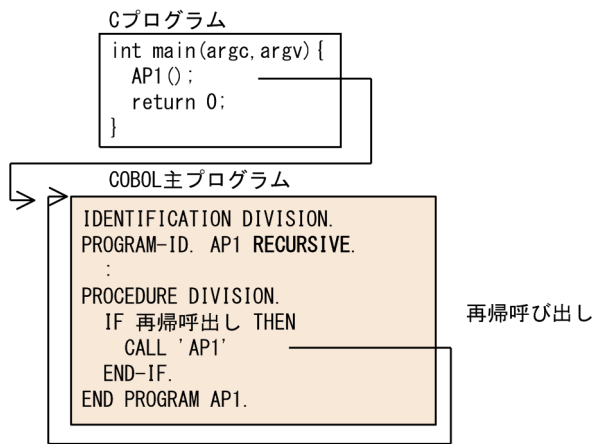 Cプログラム
int main(argc,argv){
AP1();
return 0;
}
COBOL主プログラム
IDENTIFICATION DIVISION.
PROGRAM-ID. AP1 RECURSIVE.
:
PROCEDURE DIVISION.
IF 再帰呼出し THEN
CALL 'AP1'
END-IF.
END PROGRAM AP1.
再帰呼び出し